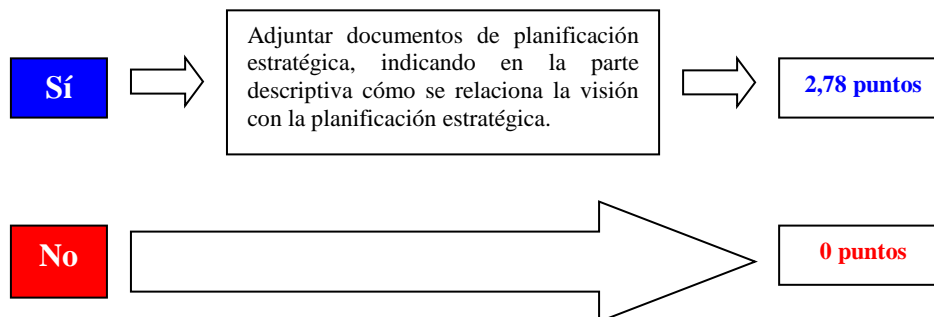 Adjuntar documentos de planificación
estratégica, indicando en la parte
descriptiva cómo se relaciona la visión
con la planificación estratégica.
Sí
2,78 puntos
No
0 puntos